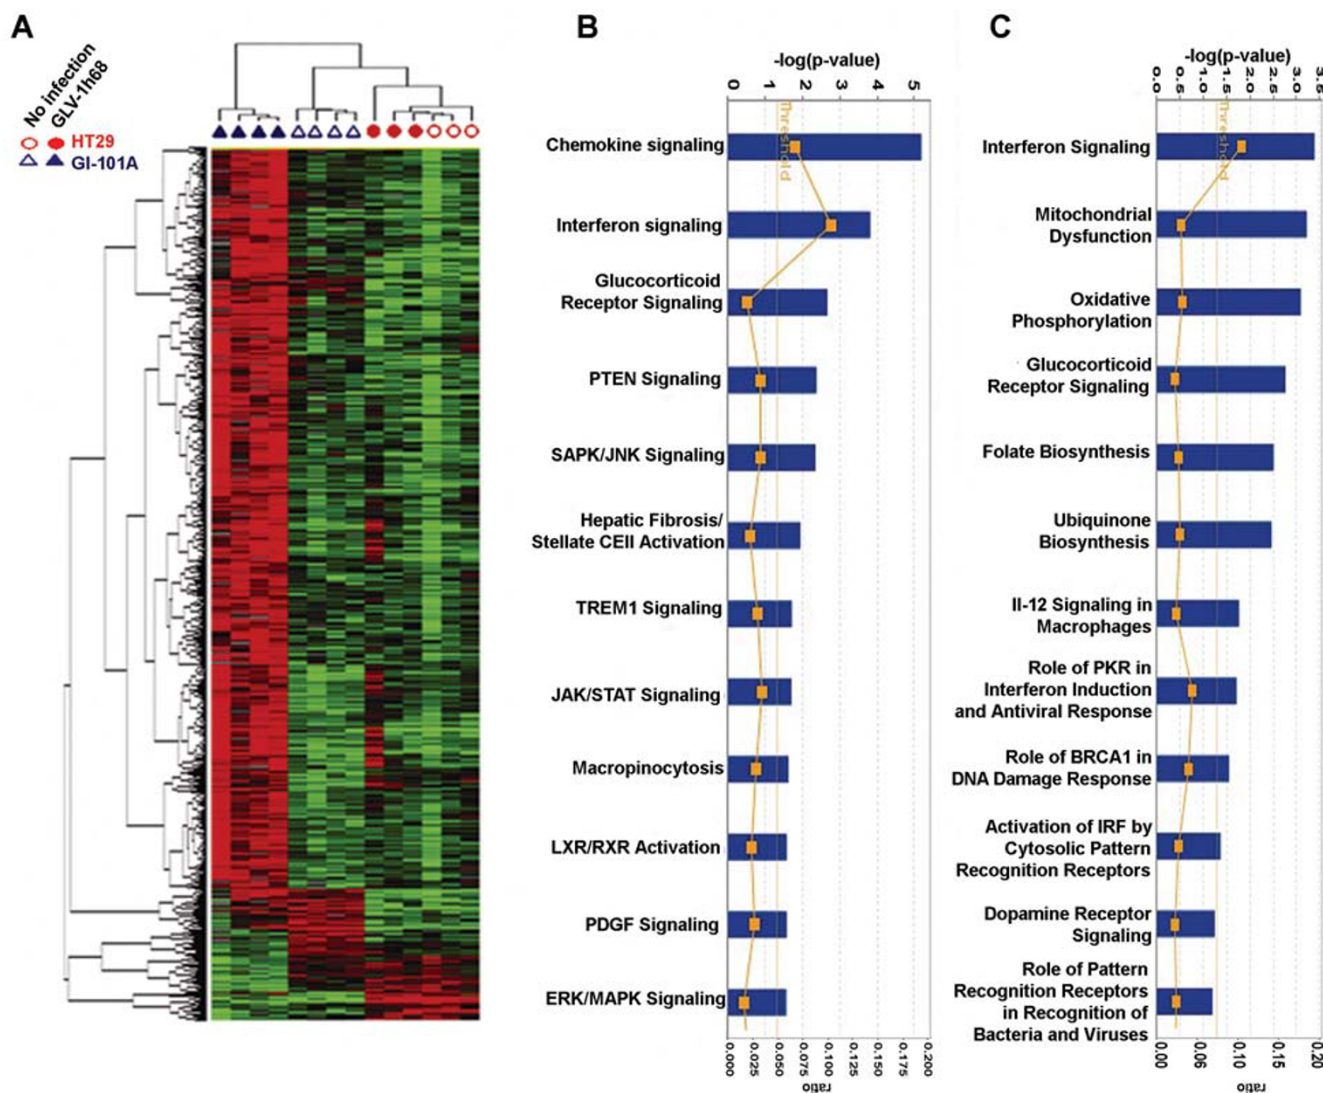 A
No infection
GLV-1h68
HT29
GI-101A
B
-log(p-value)
0 1 2 3 4 5
Threshold
Chemokine signaling
Interferon signaling
Glucocorticoid
Receptor Signaling
PTEN Signaling
SAPK/JNK Signaling
Hepatic Fibrosis/
Stellate CEII Activation
TREM1 Signaling
JAK/STAT Signaling
Macropinocytosis
LXR/RXR Activation
PDGF Signaling
ERK/MAPK Signaling
0.000 0.025 0.050 0.075 0.100 0.125 0.150 0.175 0.200
ratio
C
-log(p-value)
0.0 0.5 1.0 1.5 2.0 2.5 3.0 3.5
Threshold
Interferon Signaling
Mitochondrial
Dysfunction
Oxidative
Phosphorylation
Glucocorticoid
Receptor Signaling
Folate Biosynthesis
Ubiquinone
Biosynthesis
Il-12 Signaling in
Macrophages
Role of PKR in
Interferon Induction
and Antiviral Response
Role of BRCA1 in
DNA Damage Response
Activation of IRF by
Cytosolic Pattern
Recognition Receptors
Dopamine Receptor
Signaling
Role of Pattern
Recognition Receptors
in Recognition of
Bacteria and Viruses
0.00 0.06 0.10 0.15 0.20
ratio